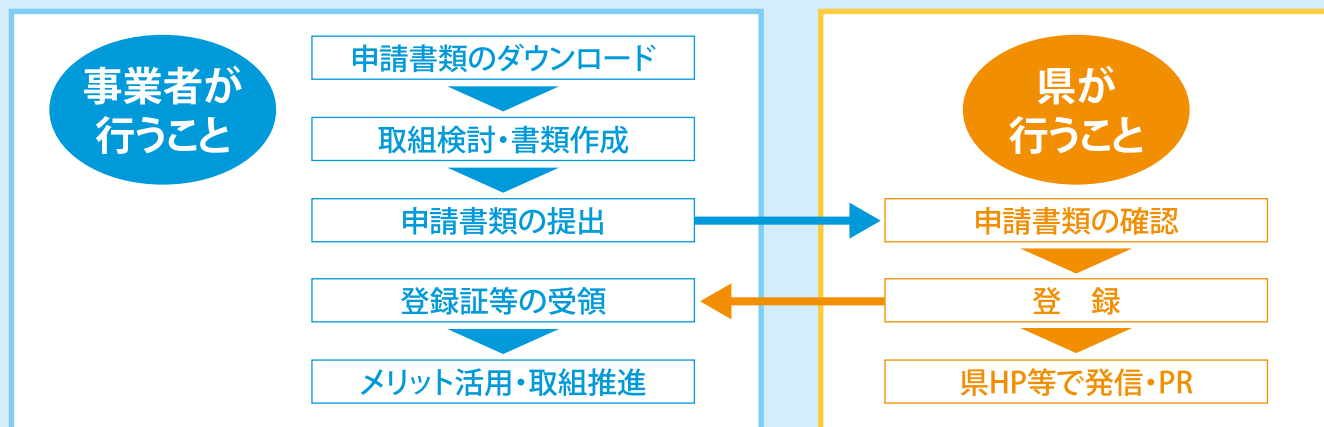 事業者が
行うこと
申請書類のダウンロード
取組検討・書類作成
申請書類の提出
登録証等の受領
メリット活用・取組推進
県が
行うこと
申請書類の確認
登　録
県HP等で発信・PR